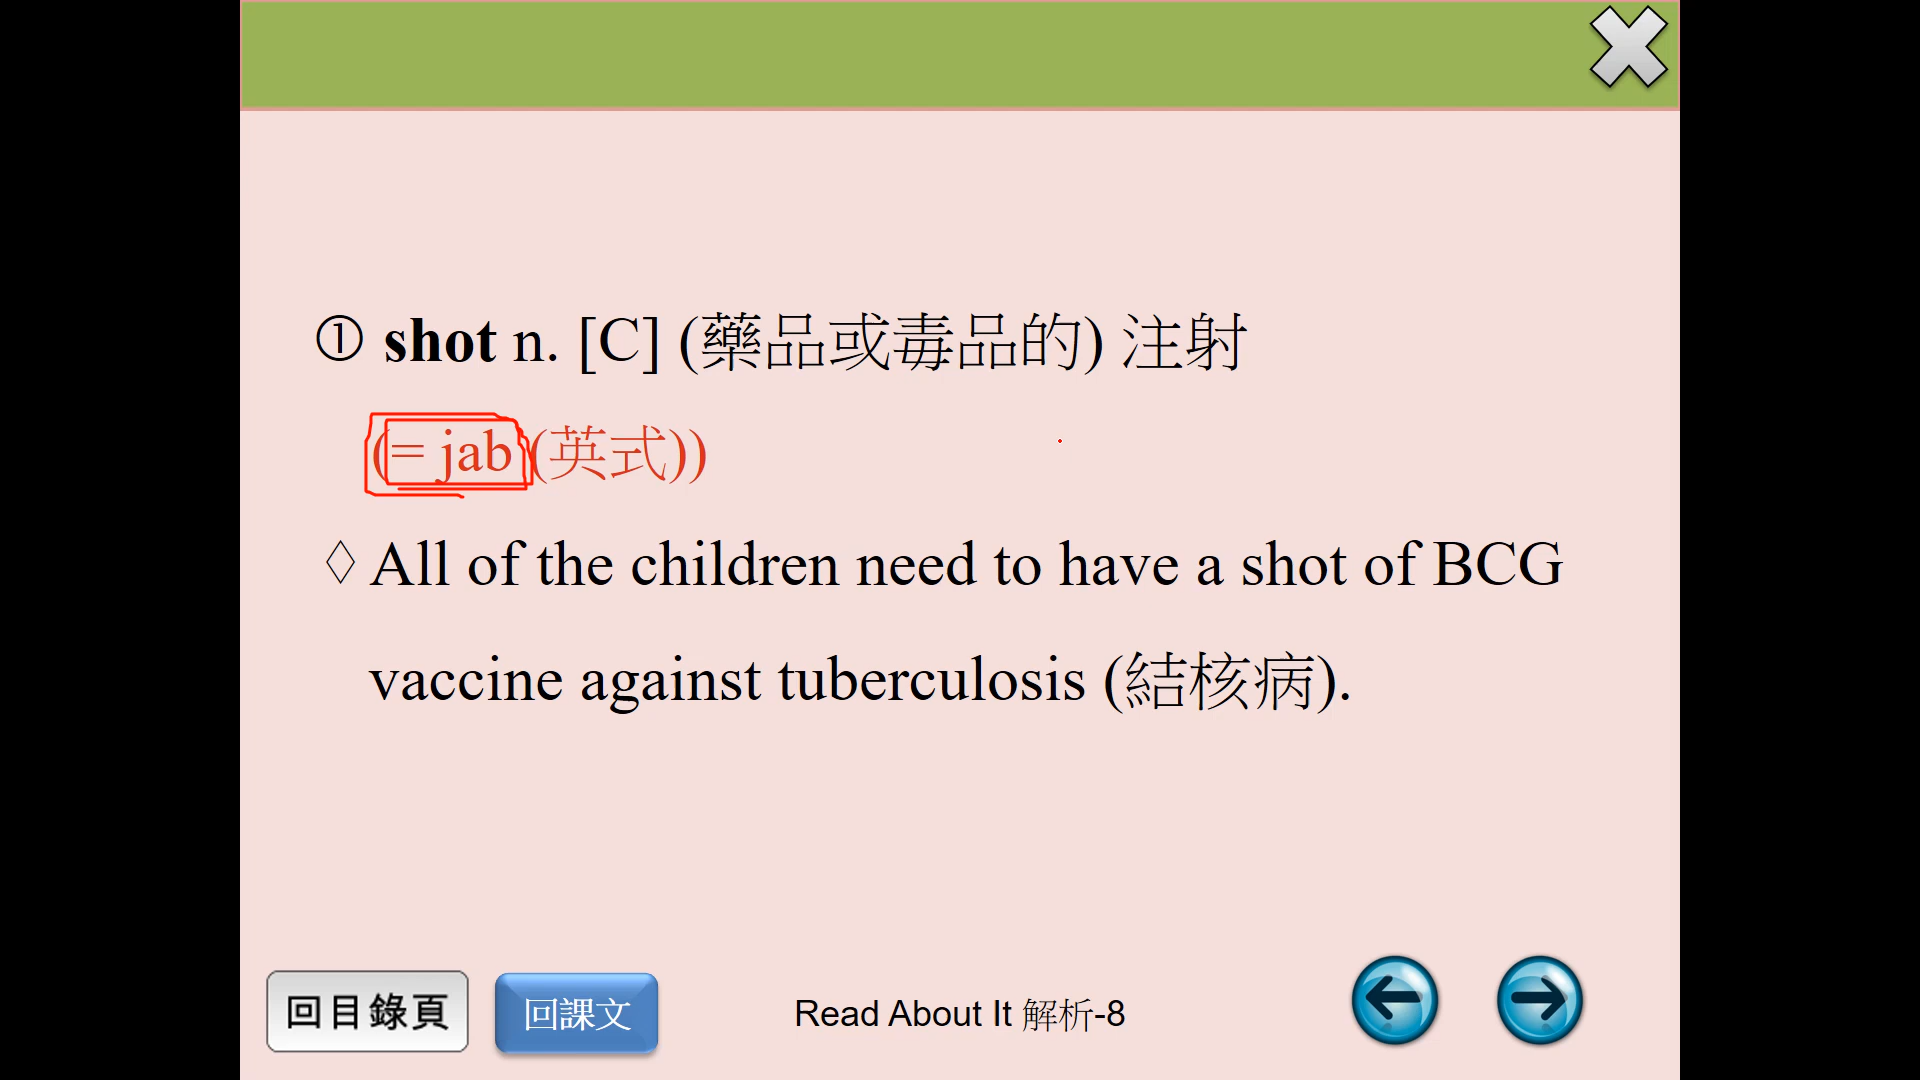 ① shot n. [C] (藥品或毒品的) 注射
(= jab (英式))
♢ All of the children need to have a shot of BCG
vaccine against tuberculosis (結核病).
回目錄頁
回課文
Read About It 解析-8